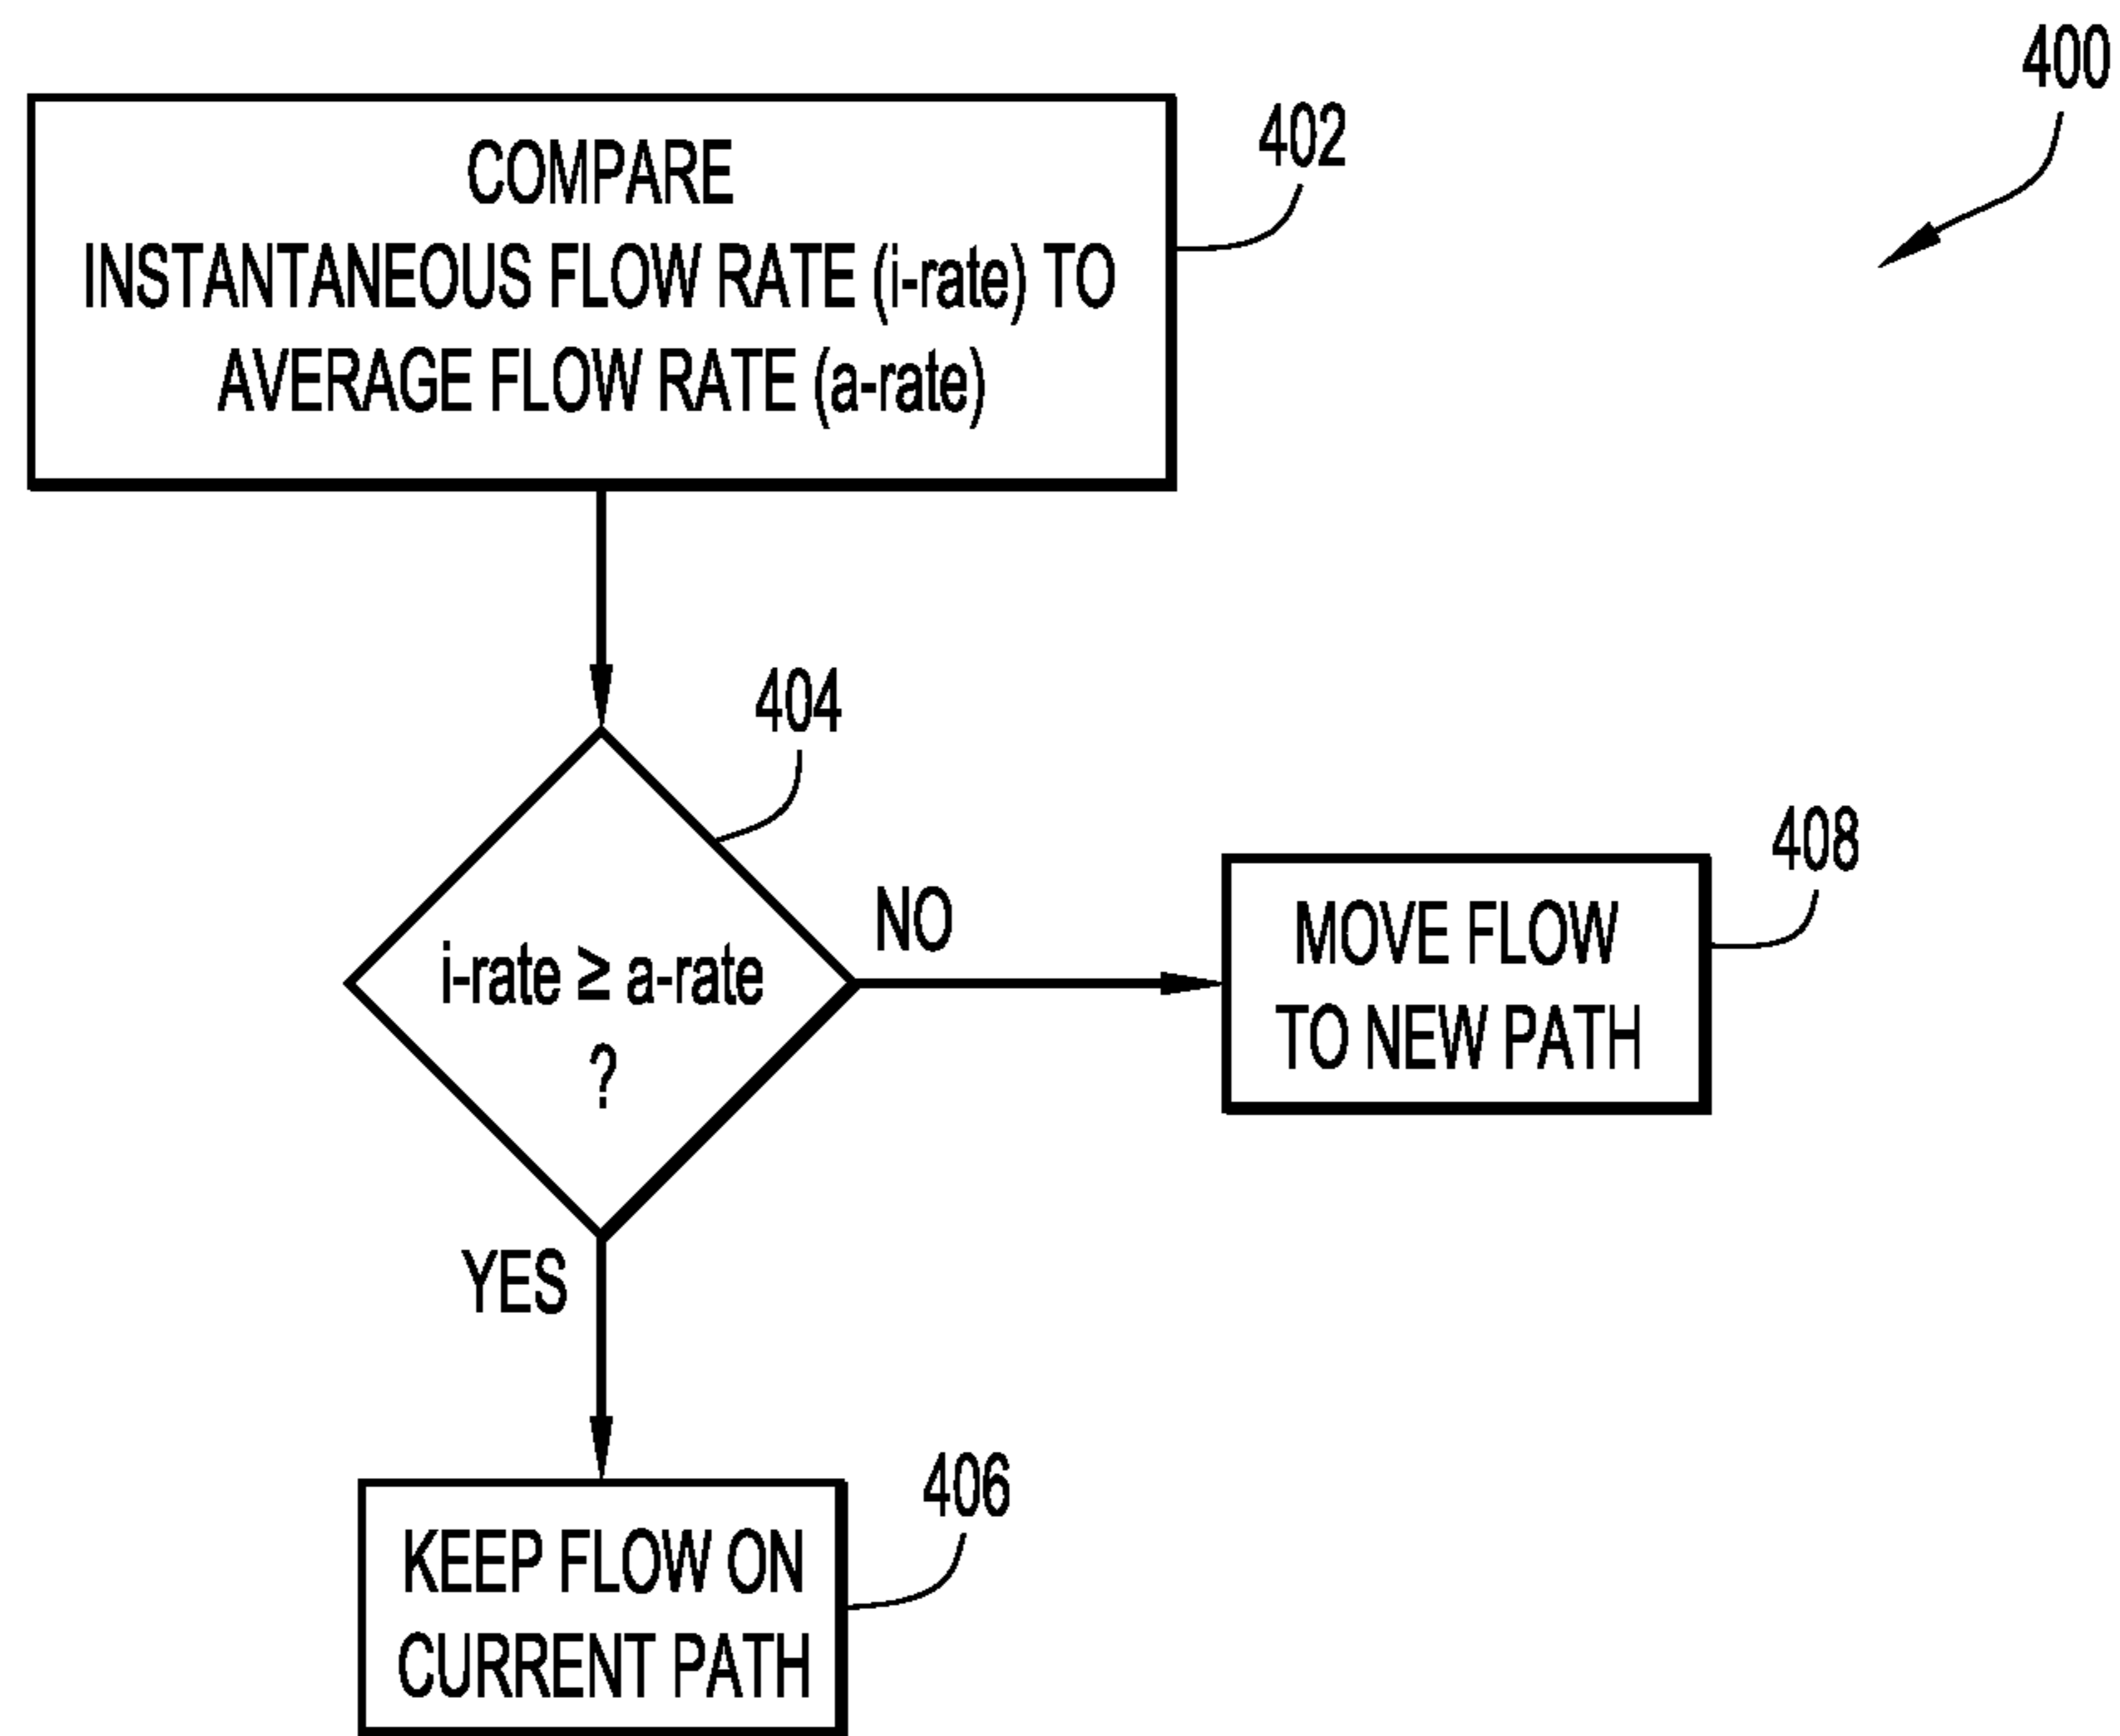 400
402
COMPARE
INSTANTANEOUS FLOW RATE (i-rate) TO
AVERAGE FLOW RATE (a-rate)
404
i-rate ≥ a-rate
?
NO
408
MOVE FLOW
TO NEW PATH
YES
406
KEEP FLOW ON
CURRENT PATH